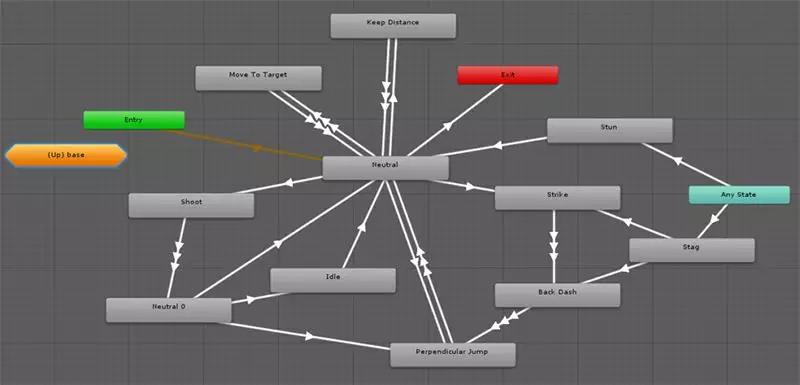 Keep Distance
Move To Target
Exit
Entry
Stun
(Up) base
Neutral
Shoot
Strike
Any State
Stag
Idle
Neutral 0
Back Dash
Perpendicular Jump